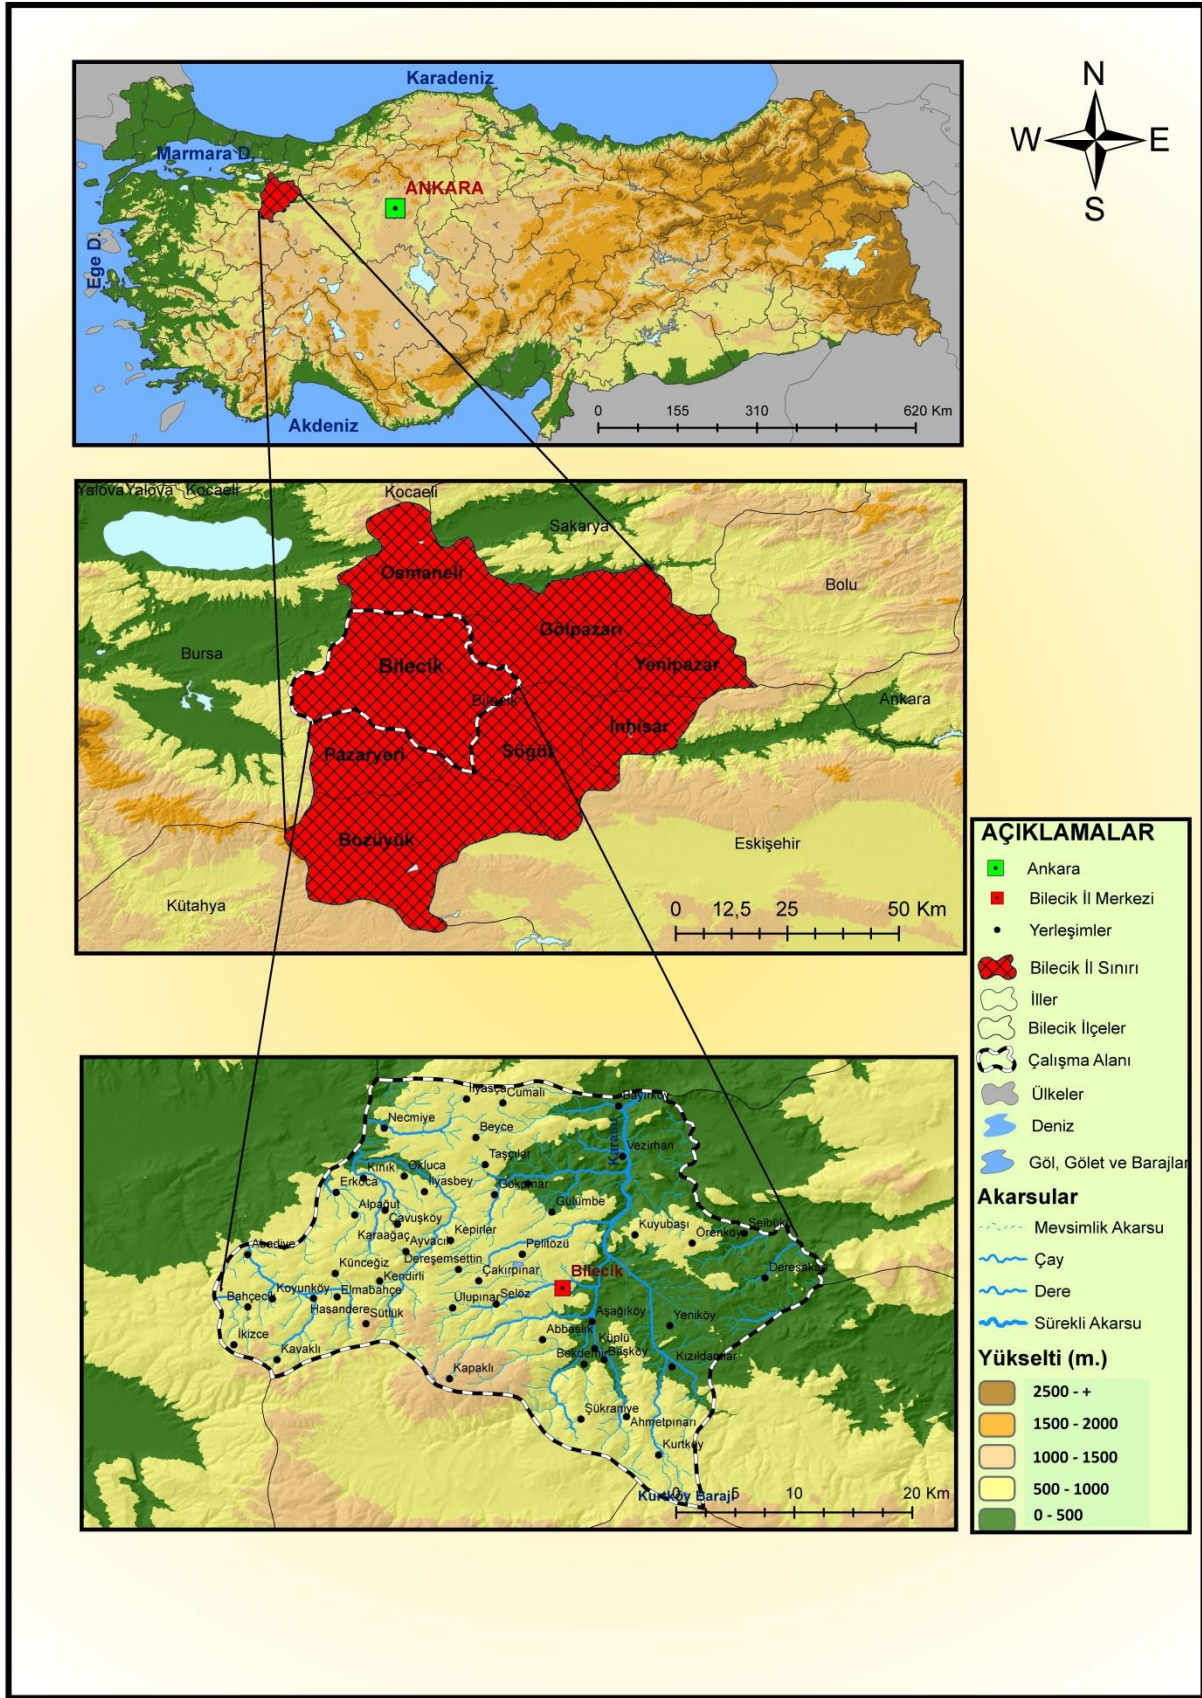 N
W E
S
Karadeniz
Marmara D.
ANKARA
Ege D.
Akdeniz
0 155 310 620 Km
Yalova Yalova Kocaeli
Kocaeli
Sakarya
Osmaneli
Bolu
Gölpazarı
Bursa
Bilecik
Yenipazar
Bilecik
Ankara
İnhisar
Pazaryeri
Söğüt
Bozüyük
Eskişehir
Kütahya
0 12,5 25 50 Km
AÇIKLAMALAR
Ankara
Bilecik İl Merkezi
Yerleşimler
Bilecik İl Sınırı
İller
Bilecik İlçeler
Çalışma Alanı
Ülkeler
Deniz
Göl, Gölet ve Barajlar
Akarsular
Mevsimlik Akarsu
Çay
Dere
Sürekli Akarsu
Yükselti (m.)
2500 - +
1500 - 2000
1000 - 1500
500 - 1000
0 - 500
İlyasça
Cumalı
Bayırköy
Necmiye
Beyce
Karasu
Vezirhan
Taşçılar
Kınık
Okluca
Erkoca
İlyasbey
Gökpınar
Alpağut
Gülümbe
Çavuşköy
Kuyubaşı
Selbükü
Karaağaç
Kepirler
Örenköy
Ayvacık
Abadiye
Pelitözü
Dereşemsettin
Künceğiz
Bilecik
Deresakarı
Kendirli
Çakırpınar
Koyunköy
Elmabahçe
Bahçecik
Ulupınar
Selöz
Hasandere
Sütlük
Aşağıköy
Yeniköy
Abbaslık
İkizce
Küplü
Kavaklı
Bekdemir
Başköy
Kızıldamlar
Kapaklı
Şükraniye
Ahmetpınarı
Kurtköy
Kurtköy Barajı
0 5 10 20 Km